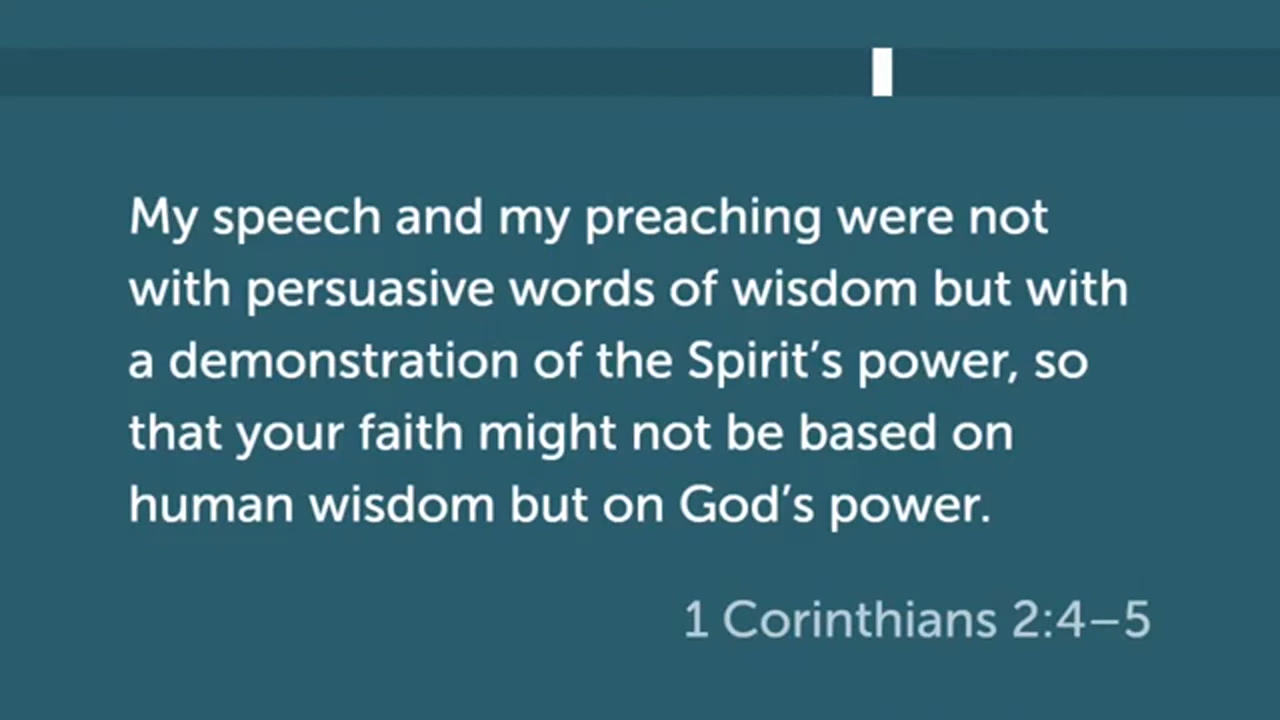 My speech and my preaching were not
with persuasive words of wisdom but with
a demonstration of the Spirit’s power, so
that your faith might not be based on
human wisdom but on God’s power.
1 Corinthians 2:4–5